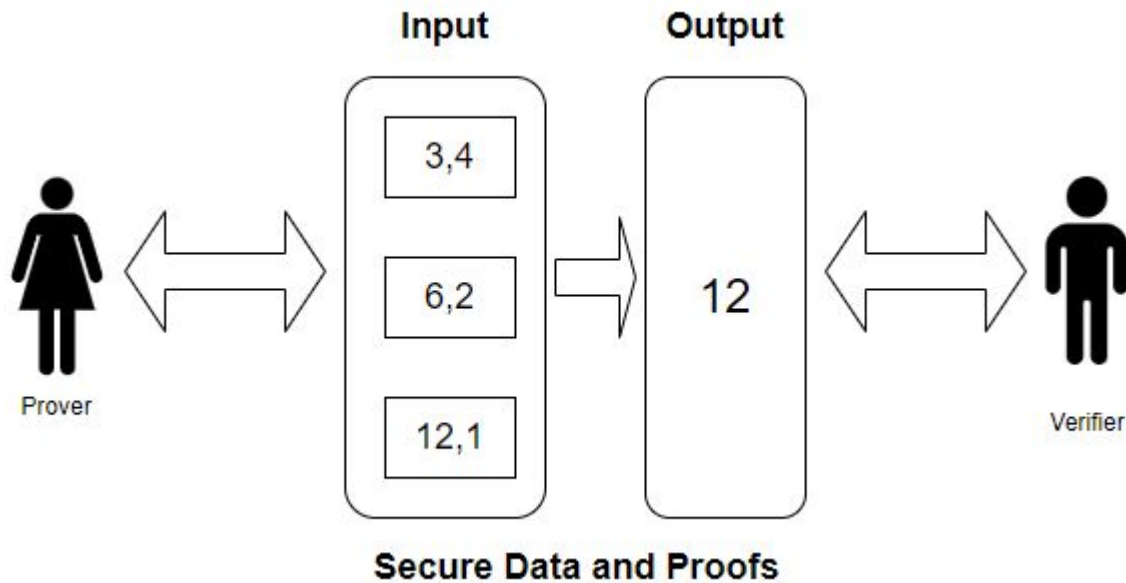 Input
Output
3,4
6,2
12,1
12
Prover
Verifier
Secure Data and Proofs